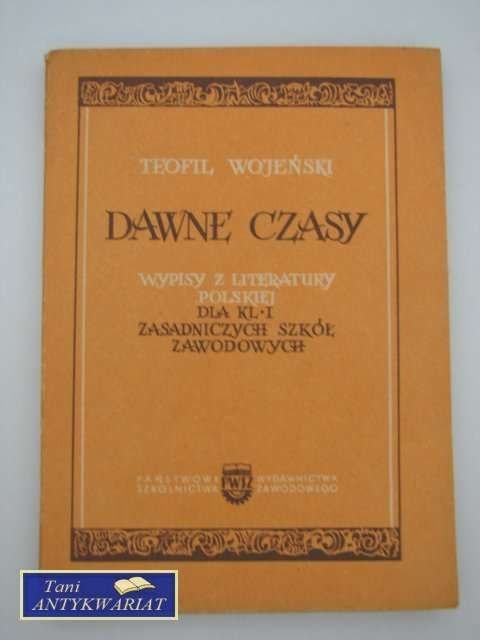 TEOFIL WOJEŃSKI
DAWNE CZASY
WYPISY Z LITERATURY
POLSKIEJ
DLA KL·I
ZASADNICZYCH SZKÓŁ
ZAWODOWYCH
PAŃSTWOWE WYDAWNICTWA
SZKOLNICTWA ZAWODOWEGO
PWSZ
Tani
ANTYKWARIAT